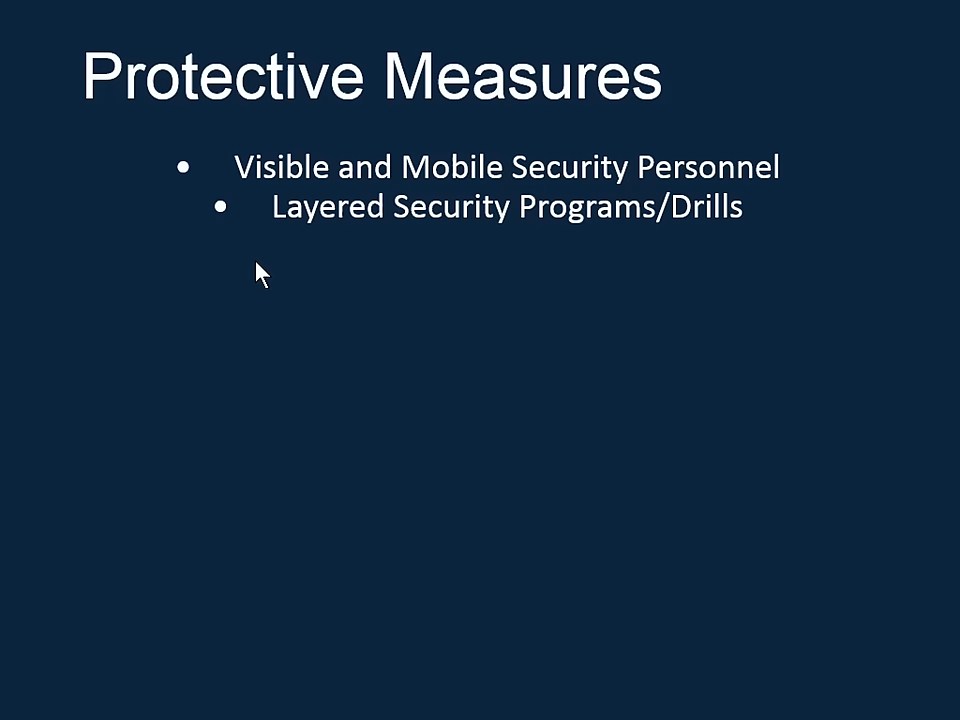 Protective Measures
• Visible and Mobile Security Personnel
• Layered Security Programs/Drills